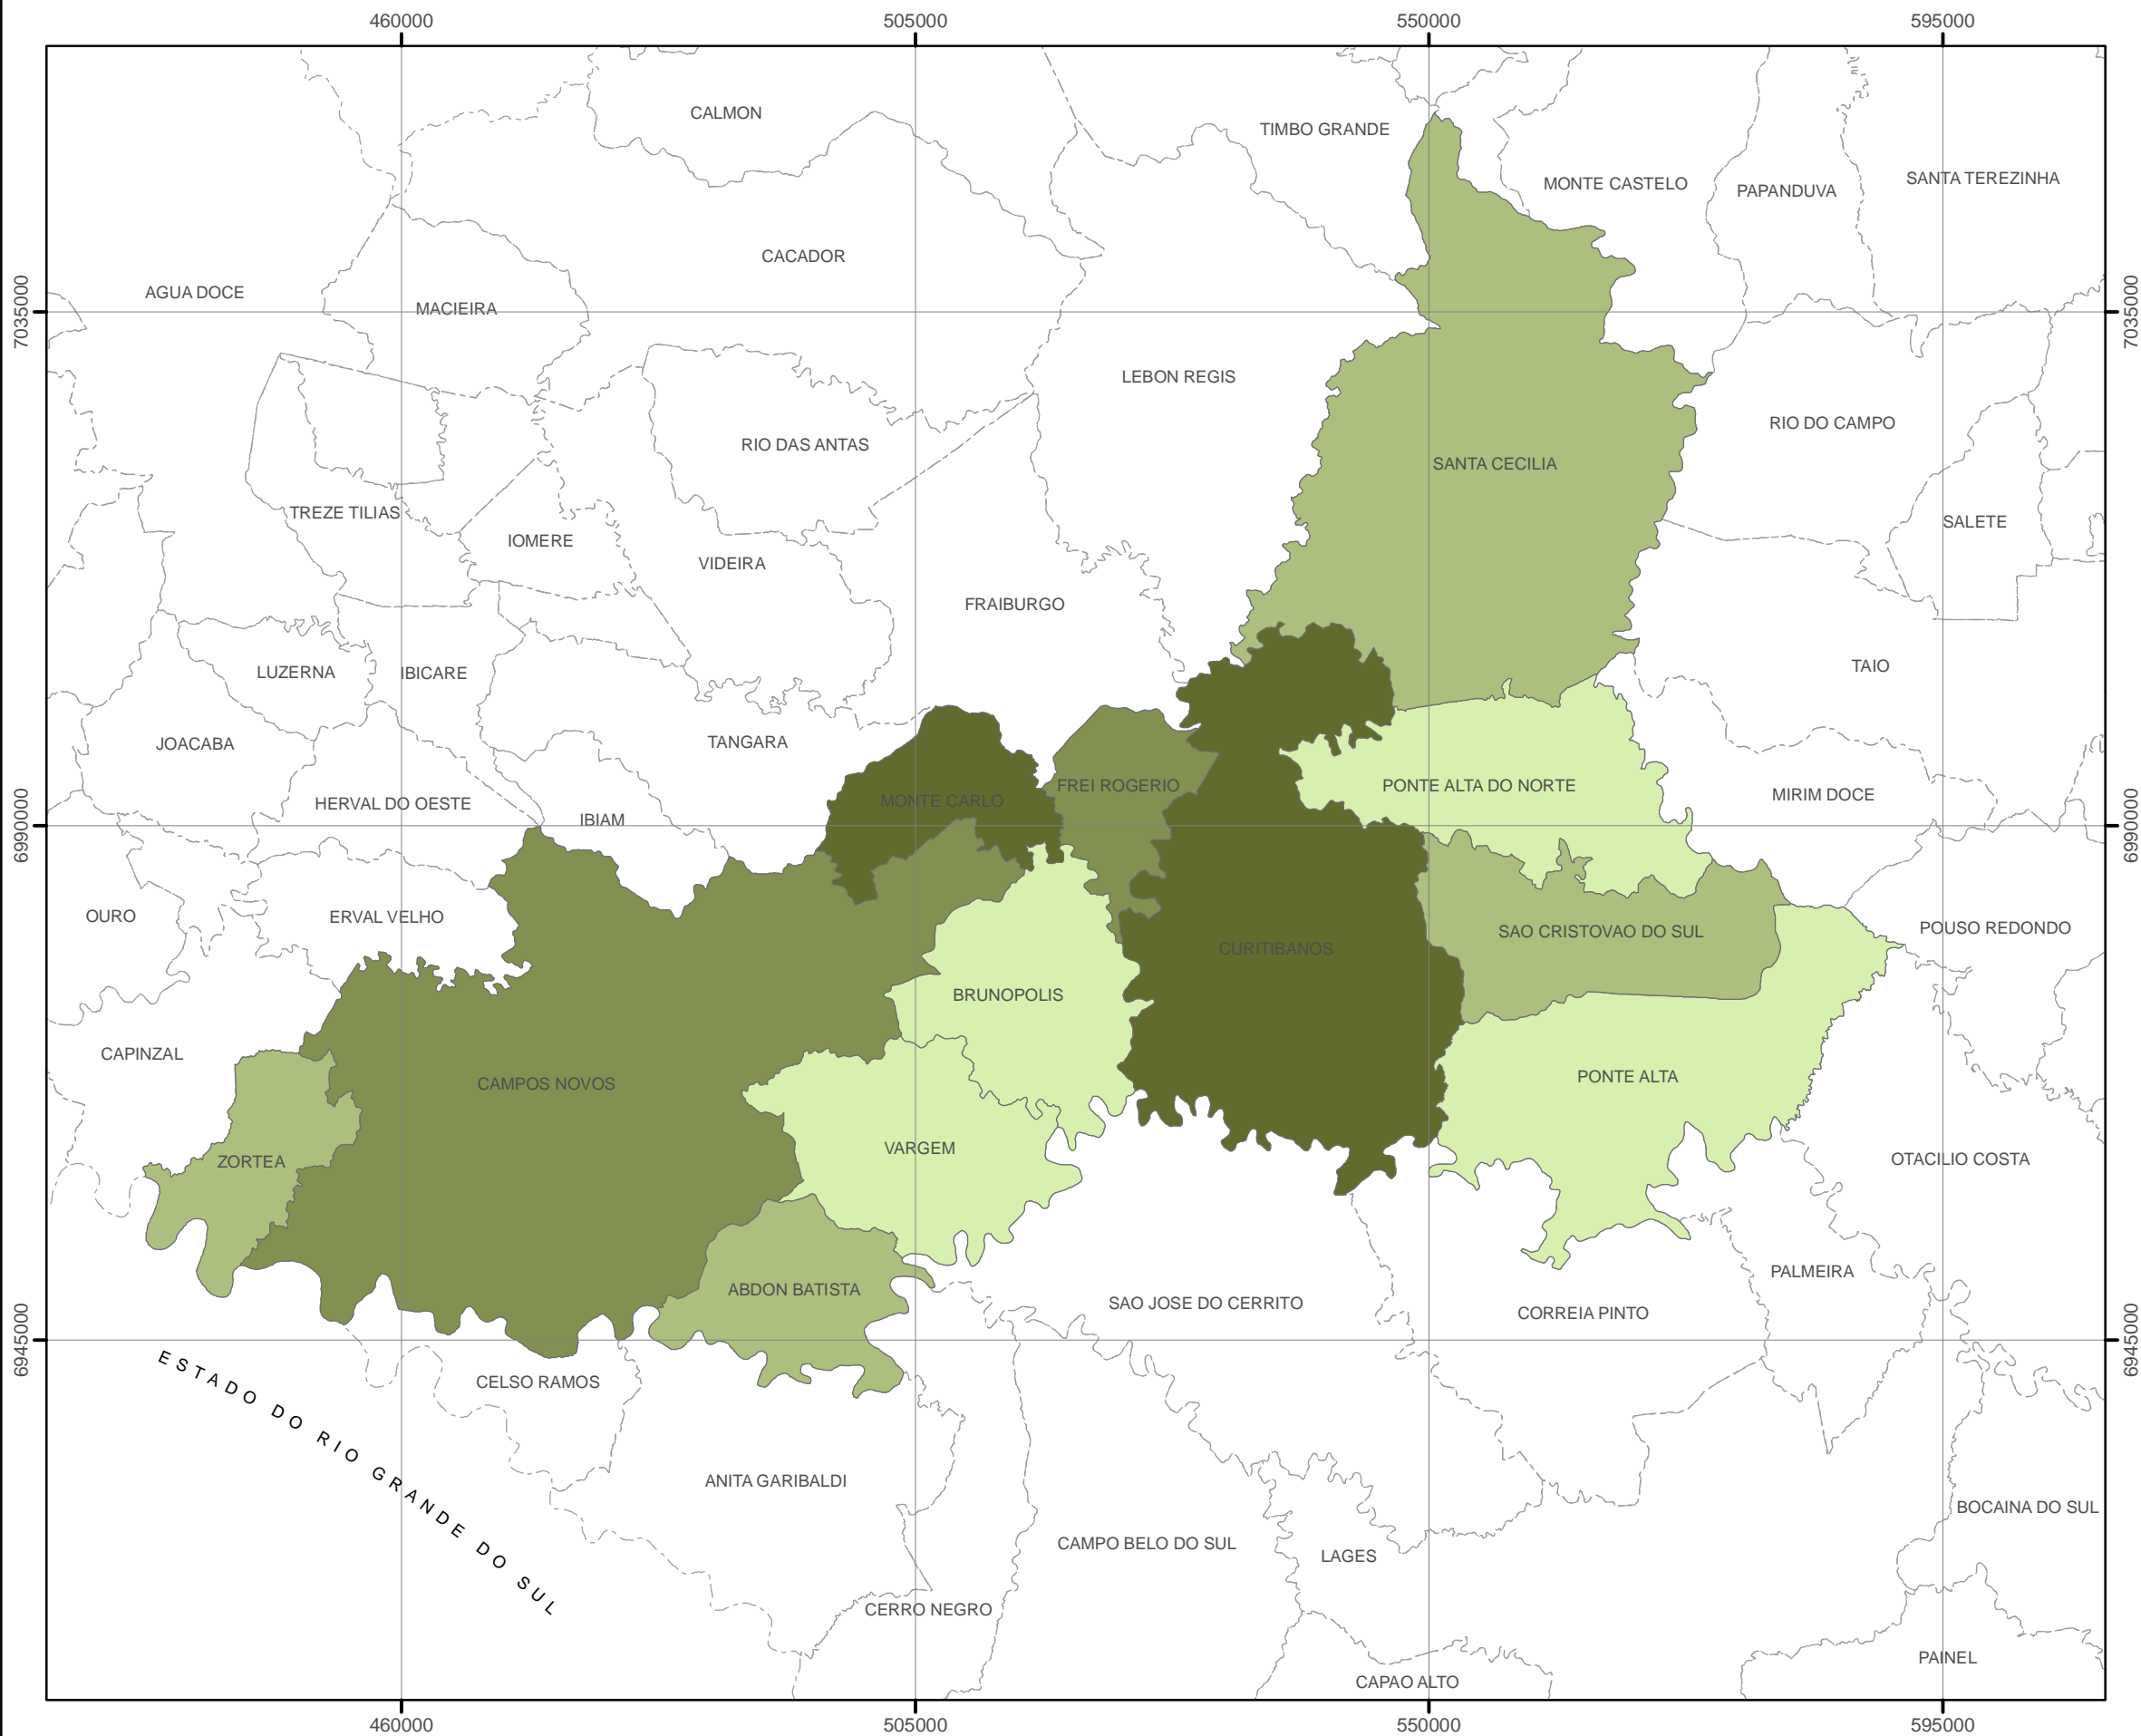 460000 505000 550000 595000
CALMON
TIMBO GRANDE
MONTE CASTELO
PAPANDUVA
SANTA TEREZINHA
CACADOR
AGUA DOCE
MACIEIRA
7035000
7035000
LEBON REGIS
RIO DO CAMPO
RIO DAS ANTAS
SANTA CECILIA
TREZE TILIAS
SALETE
IOMERE
VIDEIRA
FRAIBURGO
TAIO
LUZERNA
IBICARE
JOACABA
TANGARA
FREI ROGERIO
PONTE ALTA DO NORTE
MIRIM DOCE
MONTE CARLO
HERVAL DO OESTE
IBIAM
6990000
6990000
OURO
ERVAL VELHO
POUSO REDONDO
SAO CRISTOVAO DO SUL
CURITIBANOS
BRUNOPOLIS
CAPINZAL
PONTE ALTA
CAMPOS NOVOS
VARGEM
OTACILIO COSTA
ZORTEA
PALMEIRA
ABDON BATISTA
SAO JOSE DO CERRITO
CORREIA PINTO
6945000
6945000
ESTADO DO RIO GRANDE DO SUL
CELSO RAMOS
ANITA GARIBALDI
BOCAINA DO SUL
CAMPO BELO DO SUL
LAGES
CERRO NEGRO
PAINEL
CAPAO ALTO
460000 505000 550000 595000